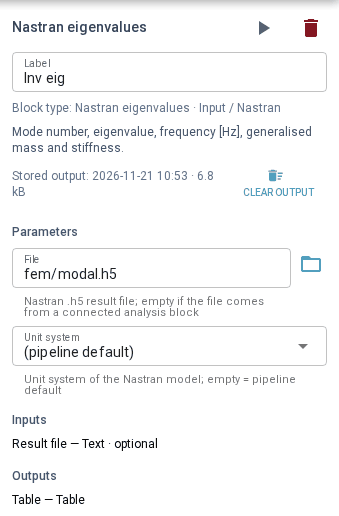 Nastran eigenvalues
Label
Inv eig
Block type: Nastran eigenvalues · Input / Nastran
Mode number, eigenvalue, frequency [Hz], generalised
mass and stiffness.
Stored output: 2026-11-21 10:53 · 6.8
kB
CLEAR OUTPUT
Parameters
File
fem/modal.h5
Nastran .h5 result file; empty if the file comes
from a connected analysis block
Unit system
(pipeline default)
Unit system of the Nastran model; empty = pipeline
default
Inputs
Result file — Text · optional
Outputs
Table — Table